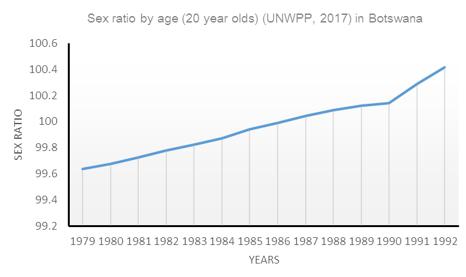 Sex ratio by age (20 year olds) (UNWPP, 2017) in Botswana
100.6
100.4
100.2
100
99.8
99.6
99.4
99.2
SEX RATIO
1979 1980 1981 1982 1983 1984 1985 1986 1987 1988 1989 1990 1991 1992
YEARS